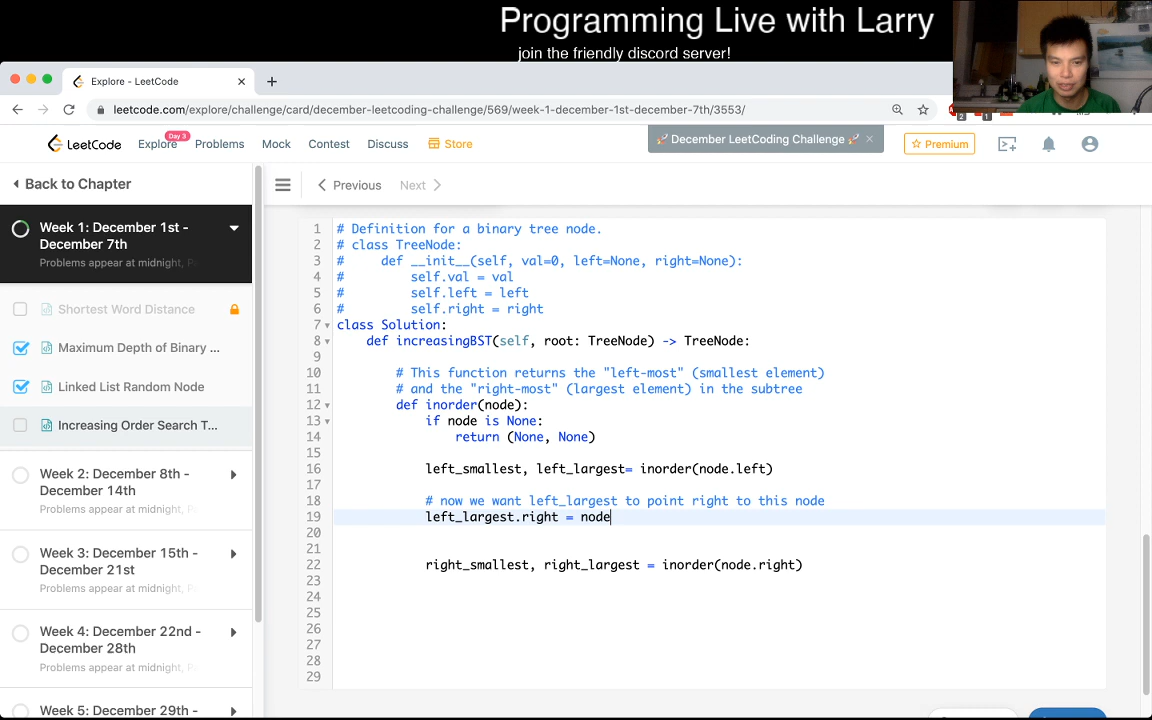 Programming Live with Larry
join the friendly discord server!
Explore - LeetCode
leetcode.com/explore/challenge/card/december-leetcoding-challenge/569/week-1-december-1st-december-7th/3553/
2
1
LeetCode
Explore
Day 3
Problems
Mock
Contest
Discuss
Store
🚀 December LeetCoding Challenge 🚀
Premium
Back to Chapter
Previous
Next
Week 1: December 1st -
December 7th
Problems appear at midnight, P
Shortest Word Distance
Maximum Depth of Binary ...
Linked List Random Node
Increasing Order Search T...
Week 2: December 8th -
December 14th
Problems appear at midnight,
Week 3: December 15th -
December 21st
Problems appear at midnight,
Week 4: December 22nd -
December 28th
Problems appear at midnight,
Week 5: December 29th -
1 # Definition for a binary tree node.
2 # class TreeNode:
3 #     def __init__(self, val=0, left=None, right=None):
4 #         self.val = val
5 #         self.left = left
6 #         self.right = right
7 class Solution:
8     def increasingBST(self, root: TreeNode) -> TreeNode:
9
10         # This function returns the "left-most" (smallest element)
11         # and the "right-most" (largest element) in the subtree
12         def inorder(node):
13             if node is None:
14                 return (None, None)
15
16             left_smallest, left_largest= inorder(node.left)
17
18             # now we want left_largest to point right to this node
19             left_largest.right = node
20
21
22             right_smallest, right_largest = inorder(node.right)
23
24
25
26
27
28
29